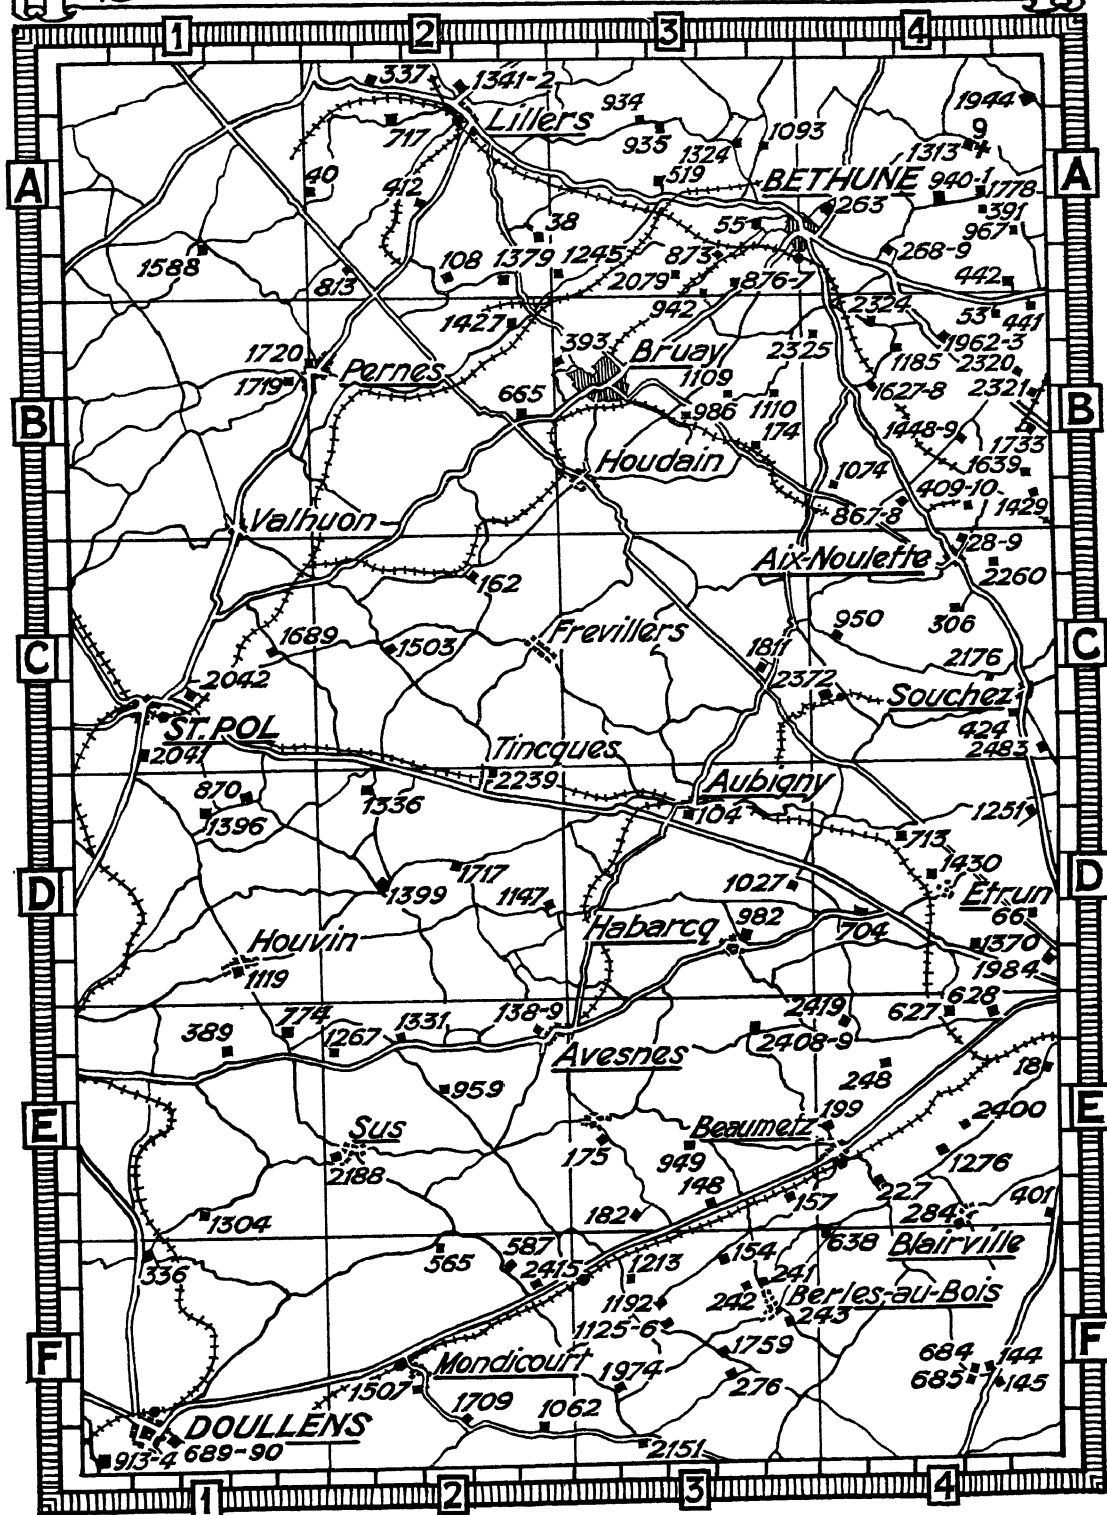 1 2 3 4
337 1341-2 1944
934 9
Lillers
717 935 1324 1093 1313
A A
40 412 519 BETHUNE 940-1 1778
263 391
38 55 967
1588 813 108 1379 1245 2079 873 876-7 268-9 442
942 2324 53 441
1427 393 Bruay 2325 1962-3
1720 1185 2320
Pernes
1719 665 1109 1627-8 2321
B B
986 1110
174 1448-9 1733
Houdain 1074 1639
409-10
Valhuon 867-8 1429
28-9
Aix-Noulette
162 2260
950 306
Frevillers
1689 1503
C C
1811 2176
2042 2372
Souchez
ST. POL 424
2041 Tincques 2483
2239 Aubigny
870 1336 104 1251
1396 713
1430
D D
1399 1717 1147 1027 Etrun
66
Houvin Habarcq 982 704
1370
1119 1984
628
389 774 1267 1331 138-9 2419 627
2408-9
Avesnes
248 18
959
199 2400
E E
Sus Beaumetz
2188 175 949 1276
148 157 227 401
1304 182 284
638 Blairville
336 565 587 1213 154
2415 241
1192 242 Berles-au-Bois
1125-6 243
F F
1759 684 144
Mondicourt
1507 1974 276 685 145
1709 1062
DOULLENS
913-4 689-90 2151
1 2 3 4